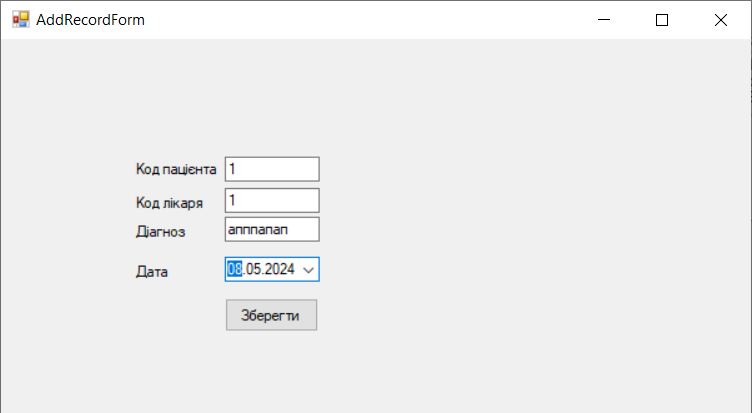 AddRecordForm
Код пацієнта 1
Код лікаря 1
Діагноз апппапап
Дата 08.05.2024
Зберегти